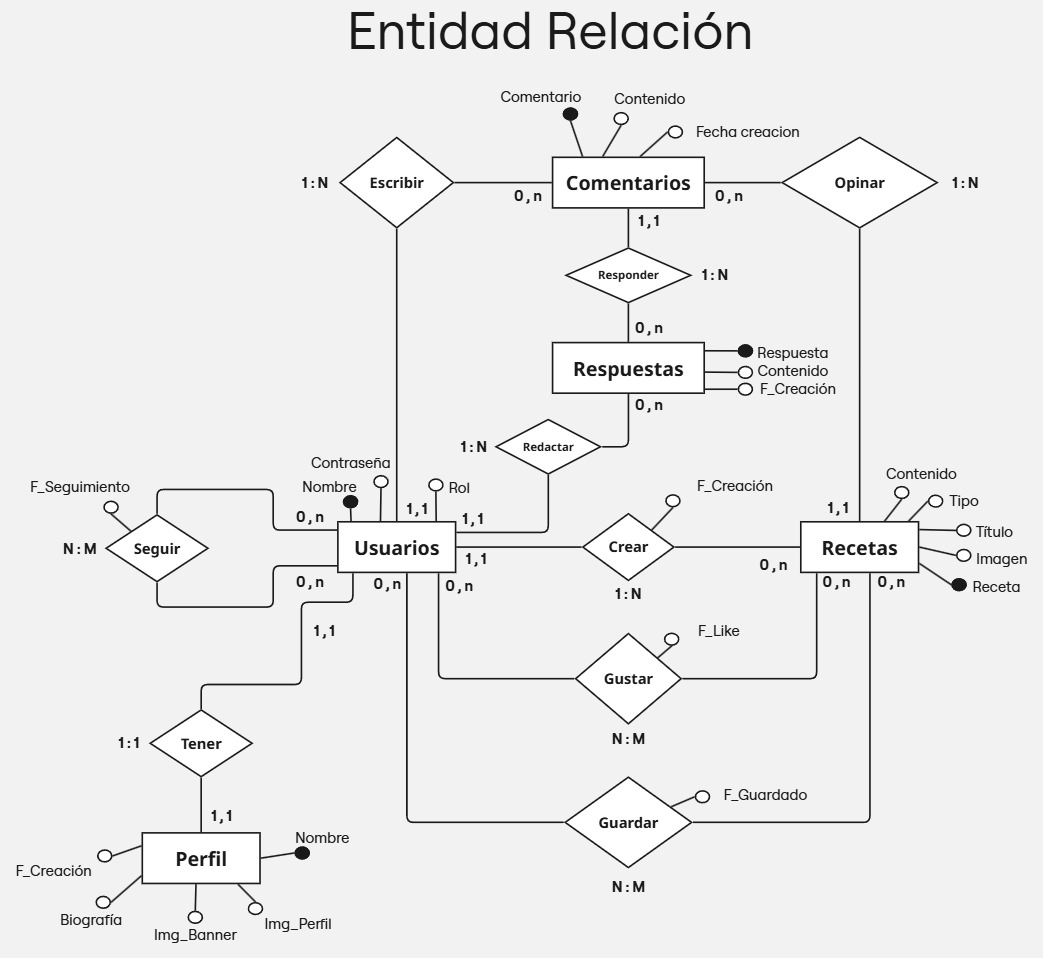 Entidad Relación
Comentario
Contenido
Fecha creacion
1:N
Escribir
0,n
Comentarios
0,n
Opinar
1:N
1,1
Responder
1:N
0,n
Respuestas
Respuesta
Contenido
F_Creación
0,n
1:N
Redactar
Contraseña
Nombre
Rol
F_Seguimiento
0,n
1,1
1,1
N:M
Seguir
Usuarios
1,1
0,n
0,n
0,n
F_Creación
Crear
1:N
0,n
1,1
Recetas
Contenido
Tipo
Título
Imagen
Receta
0,n
0,n
F_Like
Gustar
N:M
1,1
1:1
Tener
1,1
F_Guardado
Guardar
N:M
Perfil
Nombre
F_Creación
Biografía
Img_Banner
Img_Perfil